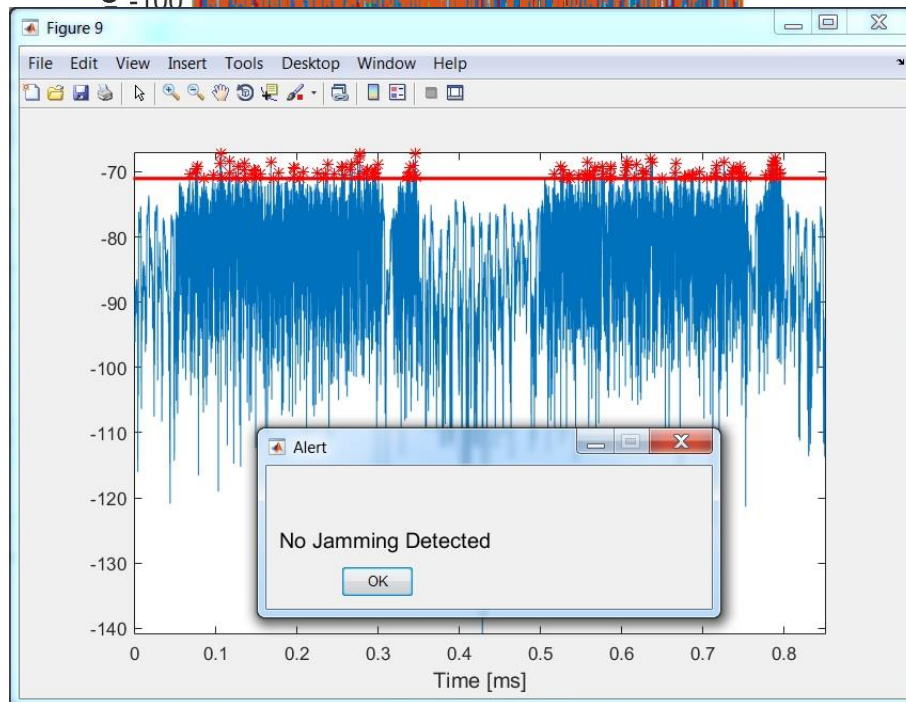 -100
Figure 9
File Edit View Insert Tools Desktop Window Help
-70
-80
-90
-100
-110
Alert
-120
No Jamming Detected
-130
OK
-140
0 0.1 0.2 0.3 0.4 0.5 0.6 0.7 0.8
Time [ms]